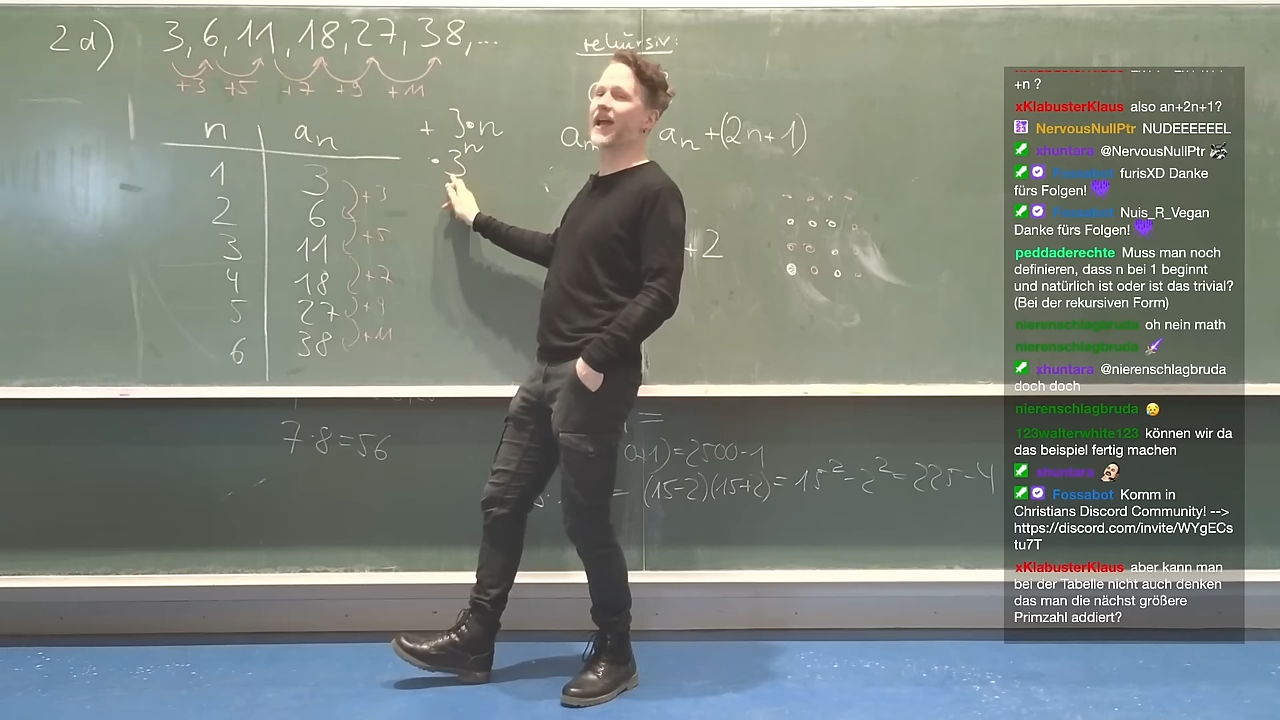 2d) 3, 6, 11, 18, 27, 38, ...
+3 +5 +7 +9 +11
n aₙ
1 3
2 6
3 11
4 18
5 27
6 38
+3
+5
+7
+9
+11
+ 3·n
·3ⁿ
rekursiv:
aₙ aₙ+(2n+1)
+2
7·8=56
=
+1)=2500-1
= (15-2)(15+2)=15²-2²=225-4
+n ?
xKlabusterKlaus also an+2n+1?
NervousNullPtr NUDEEEEEL
xhuntara @NervousNullPtr
Fossabot furisXD Danke
fürs Folgen!
Fossabot Nuis_R_Vegan
Danke fürs Folgen!
peddaderechte Muss man noch
definieren, dass n bei 1 beginnt
und natürlich ist oder ist das trivial?
(Bei der rekursiven Form)
nierenschlagbruda oh nein math
nierenschlagbruda
xhuntara @nierenschlagbruda
doch doch
nierenschlagbruda
123walterwhite123 können wir da
das beispiel fertig machen
xhuntara
Fossabot Komm in
Christians Discord Community! -->
https://discord.com/invite/WYgECs
tu7T
xKlabusterKlaus aber kann man
bei der Tabelle nicht auch denken
das man die nächst größere
Primzahl addiert?